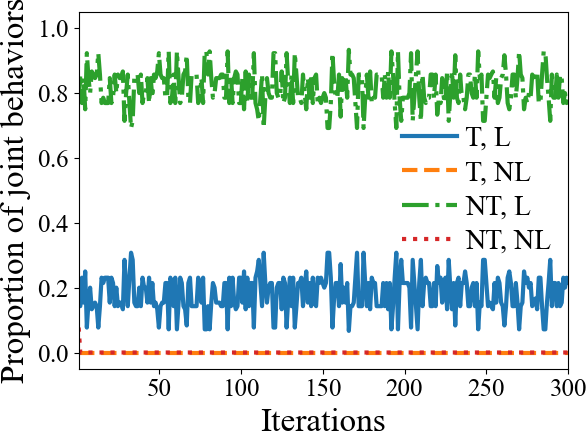 Proportion of joint behaviors
1.0
0.8
0.6
0.4
0.2
0.0
T, L
T, NL
NT, L
NT, NL
50
100
150
200
250
300
Iterations